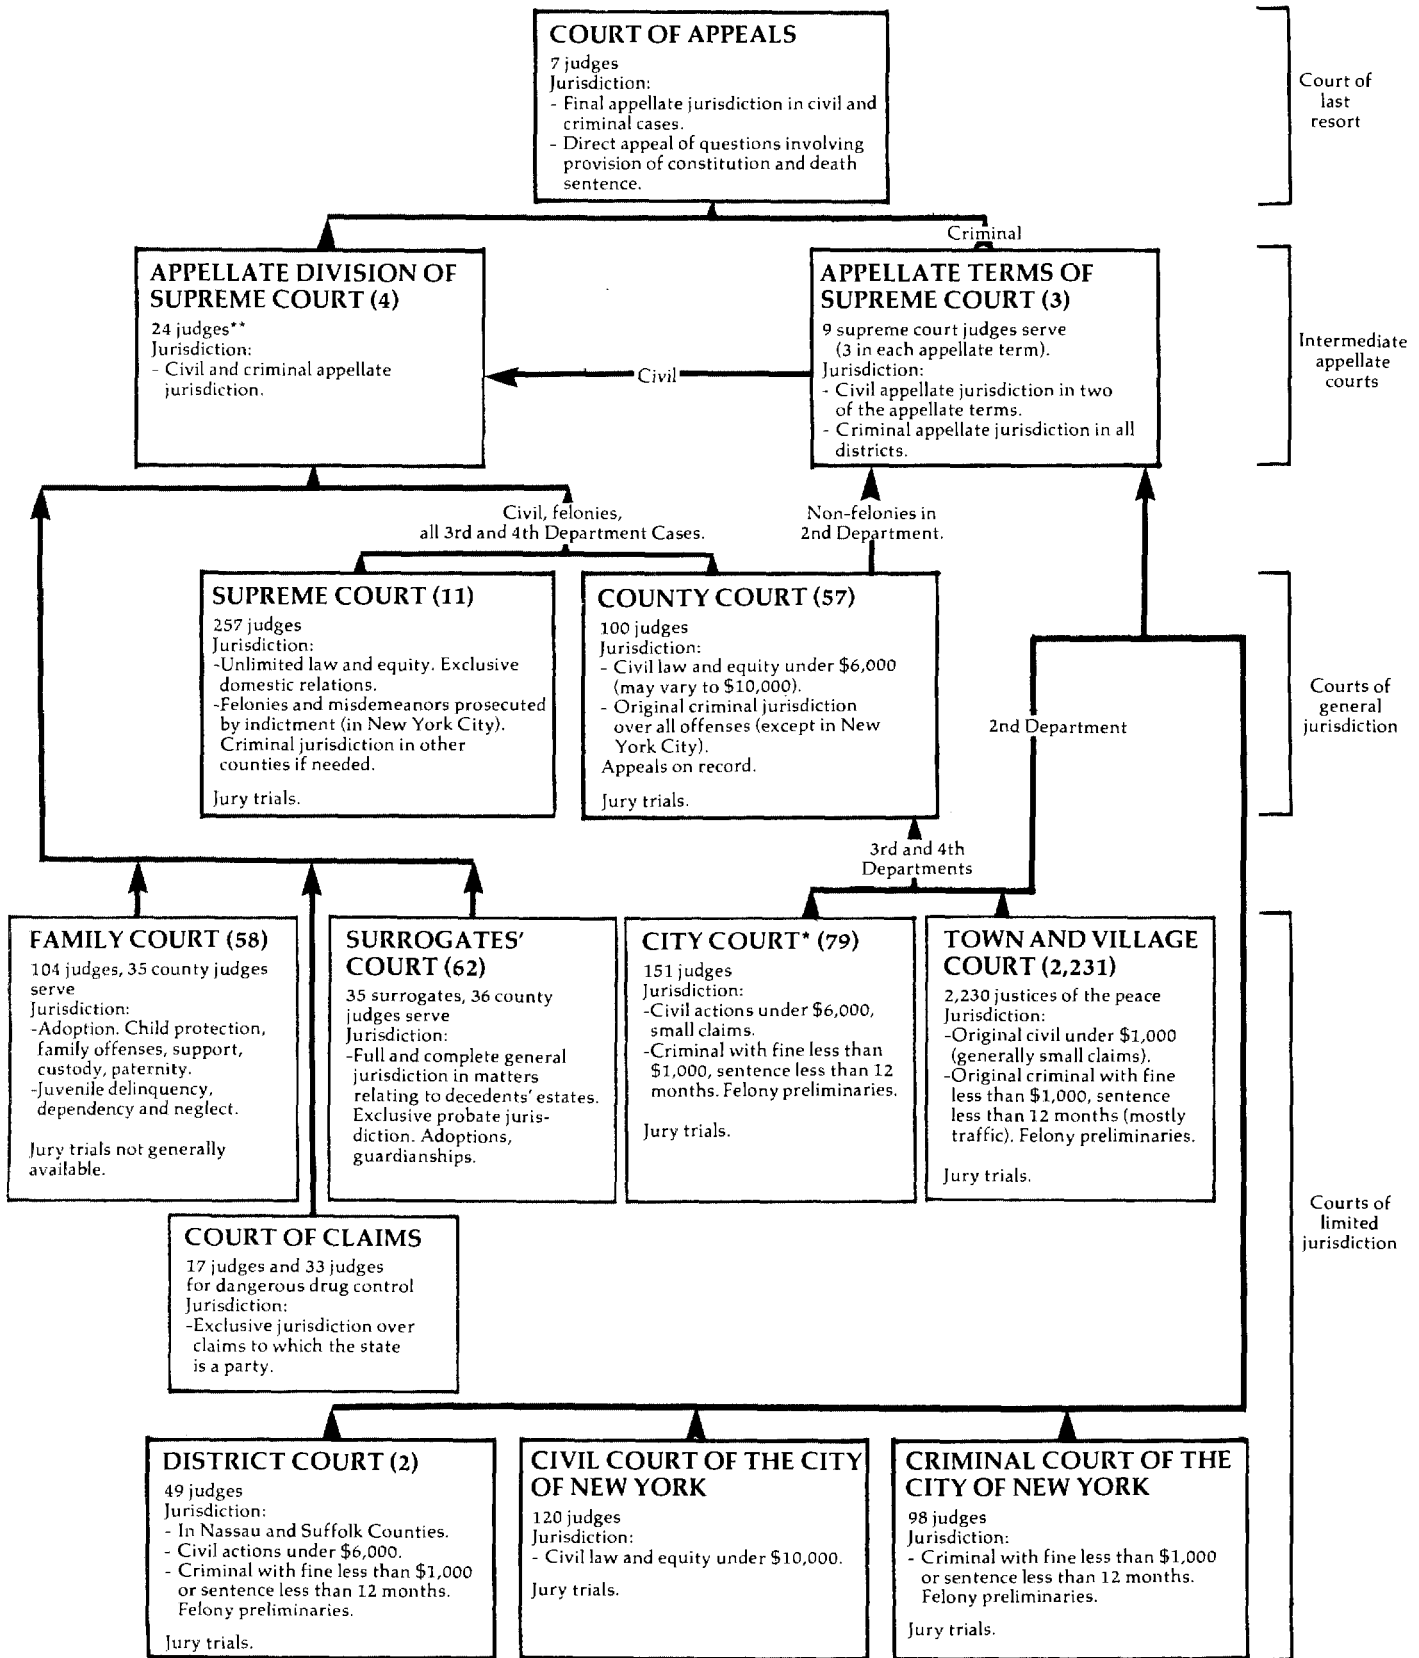 COURT OF APPEALS
7 judges
Jurisdiction:
- Final appellate jurisdiction in civil and
criminal cases.
- Direct appeal of questions involving
provision of constitution and death
sentence.
Court of
last
resort
Criminal
APPELLATE DIVISION OF
SUPREME COURT (4)
24 judges**
Jurisdiction:
- Civil and criminal appellate
jurisdiction.
Civil
APPELLATE TERMS OF
SUPREME COURT (3)
9 supreme court judges serve
(3 in each appellate term).
Jurisdiction:
- Civil appellate jurisdiction in two
of the appellate terms.
- Criminal appellate jurisdiction in all
districts.
Intermediate
appellate
courts
Civil, felonies,
all 3rd and 4th Department Cases.
Non-felonies in
2nd Department.
SUPREME COURT (11)
257 judges
Jurisdiction:
-Unlimited law and equity. Exclusive
domestic relations.
-Felonies and misdemeanors prosecuted
by indictment (in New York City).
Criminal jurisdiction in other
counties if needed.
Jury trials.
COUNTY COURT (57)
100 judges
Jurisdiction:
- Civil law and equity under $6,000
(may vary to $10,000).
- Original criminal jurisdiction
over all offenses (except in New
York City).
Appeals on record.
Jury trials.
2nd Department
Courts of
general
jurisdiction
3rd and 4th
Departments
FAMILY COURT (58)
104 judges, 35 county judges
serve
Jurisdiction:
-Adoption. Child protection,
family offenses, support,
custody, paternity.
-Juvenile delinquency,
dependency and neglect.
Jury trials not generally
available.
SURROGATES'
COURT (62)
35 surrogates, 36 county
judges serve
Jurisdiction:
-Full and complete general
jurisdiction in matters
relating to decedents' estates.
Exclusive probate juris-
diction. Adoptions,
guardianships.
CITY COURT* (79)
151 judges
Jurisdiction:
-Civil actions under $6,000,
small claims.
-Criminal with fine less than
$1,000, sentence less than 12
months. Felony preliminaries.
Jury trials.
TOWN AND VILLAGE
COURT (2,231)
2,230 justices of the peace
Jurisdiction:
-Original civil under $1,000
(generally small claims).
-Original criminal with fine
less than $1,000, sentence
less than 12 months (mostly
traffic). Felony preliminaries.
Jury trials.
COURT OF CLAIMS
17 judges and 33 judges
for dangerous drug control
Jurisdiction:
-Exclusive jurisdiction over
claims to which the state
is a party.
Courts of
limited
jurisdiction
DISTRICT COURT (2)
49 judges
Jurisdiction:
- In Nassau and Suffolk Counties.
- Civil actions under $6,000.
- Criminal with fine less than $1,000
or sentence less than 12 months.
Felony preliminaries.
Jury trials.
CIVIL COURT OF THE CITY
OF NEW YORK
120 judges
Jurisdiction:
- Civil law and equity under $10,000.
Jury trials.
CRIMINAL COURT OF THE
CITY OF NEW YORK
98 judges
Jurisdiction:
- Criminal with fine less than $1,000
or sentence less than 12 months.
Felony preliminaries.
Jury trials.